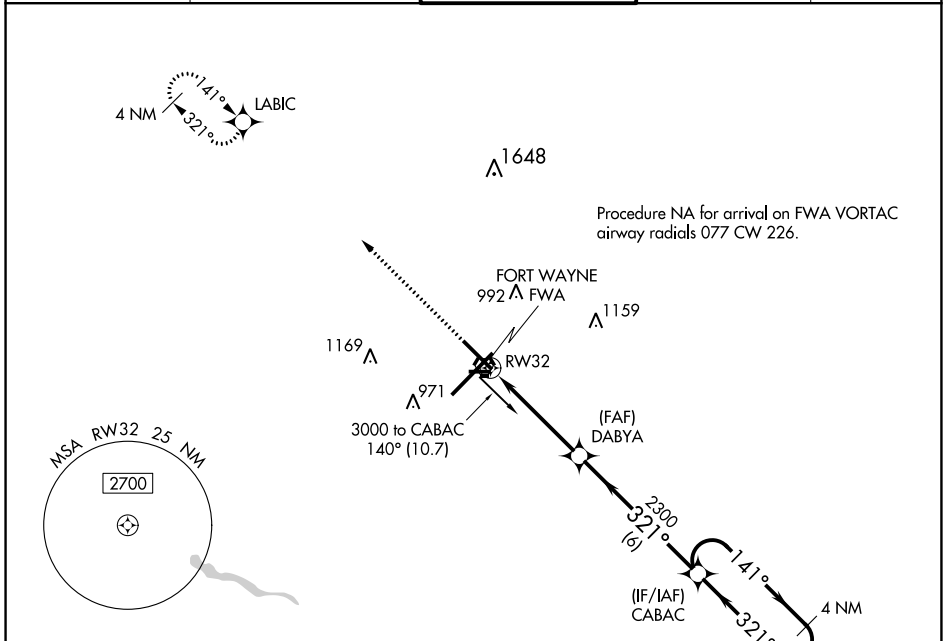 141°
LABIC
4 NM
321°
1648
Procedure NA for arrival on FWA VORTAC
airway radials 077 CW 226.
FORT WAYNE
992
FWA
1159
1169
RW32
971
(FAF)
DABYA
3000 to CABAC
140° (10.7)
MSA RW32 25 NM
2700
2300
321°
(6)
141°
(IF/IAF)
CABAC
4 NM
321°